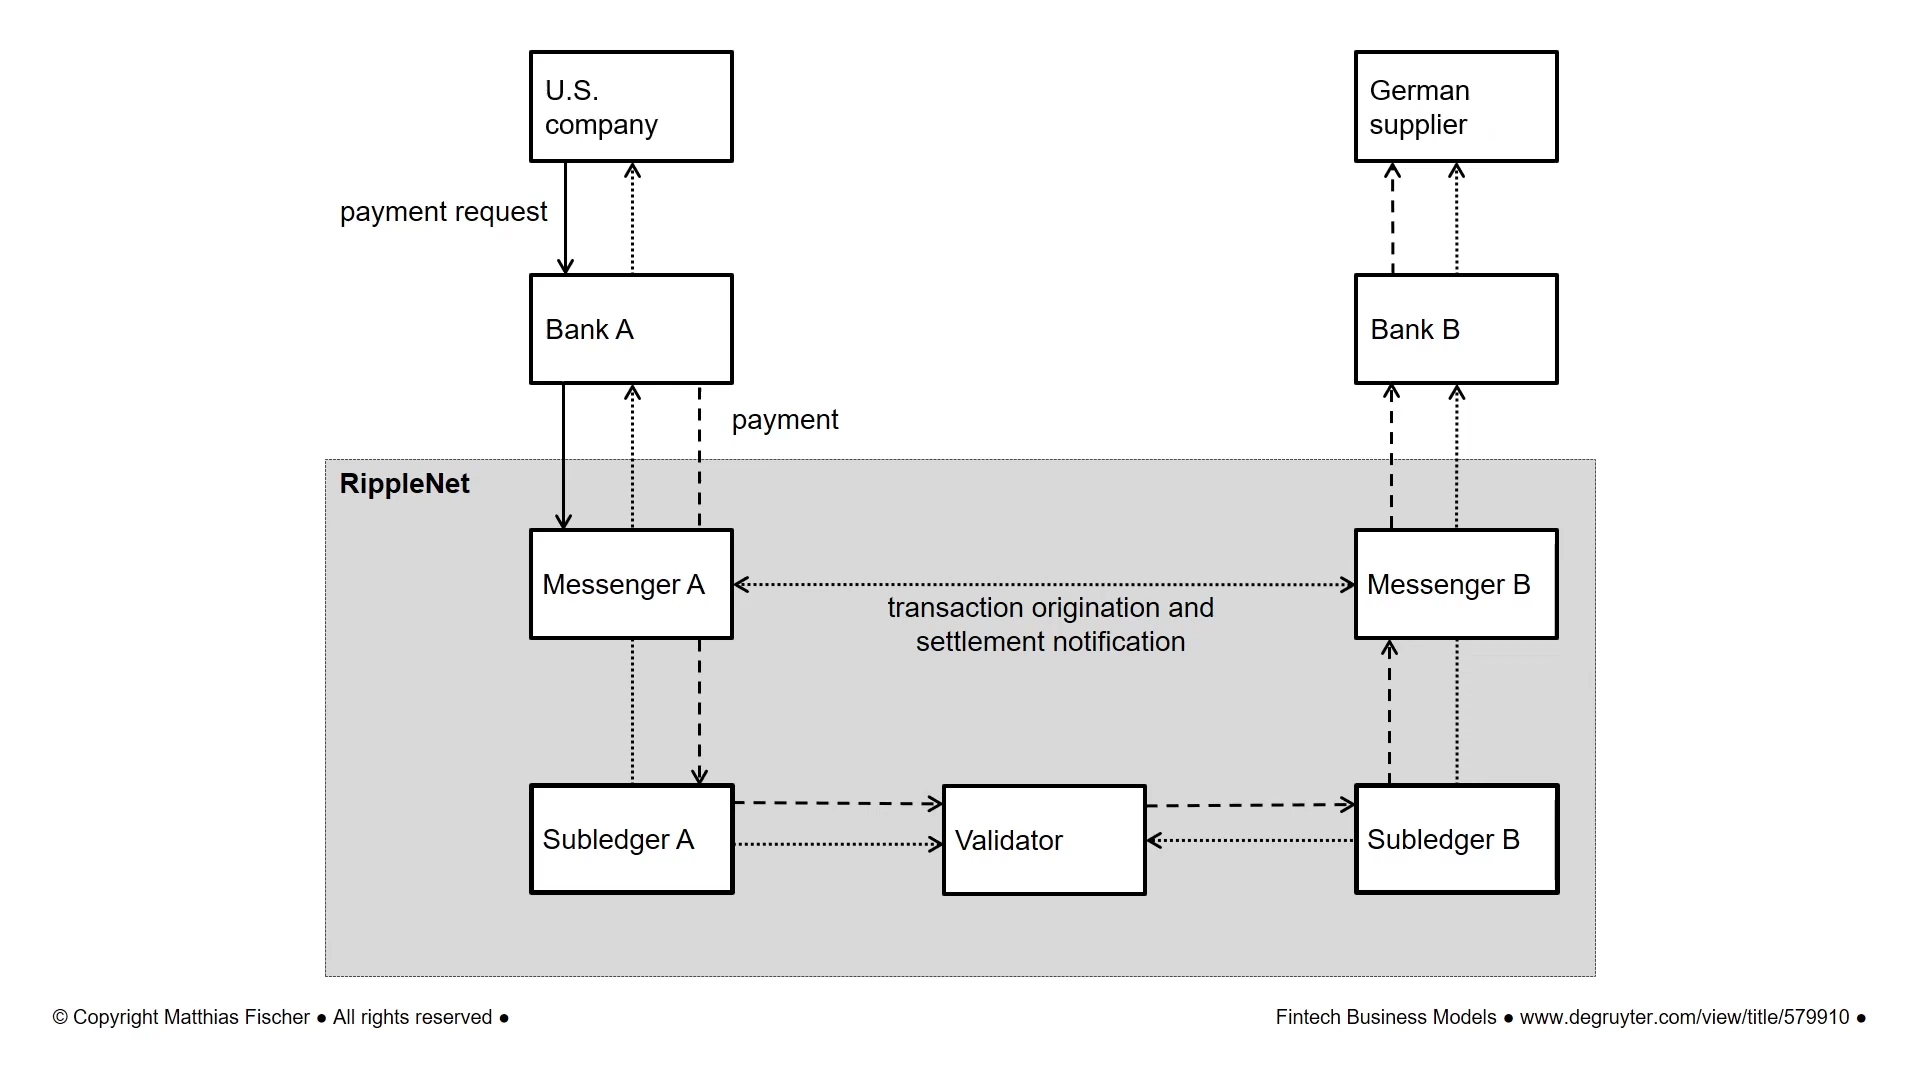 U.S.
company
German
supplier
payment request
Bank A
Bank B
payment
RippleNet
Messenger A
Messenger B
transaction origination and
settlement notification
Subledger A
Validator
Subledger B
© Copyright Matthias Fischer ● All rights reserved ●
Fintech Business Models ● www.degruyter.com/view/title/579910 ●